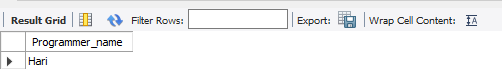 Result Grid Filter Rows: Export: Wrap Cell Content:
Programmer_name
Hari